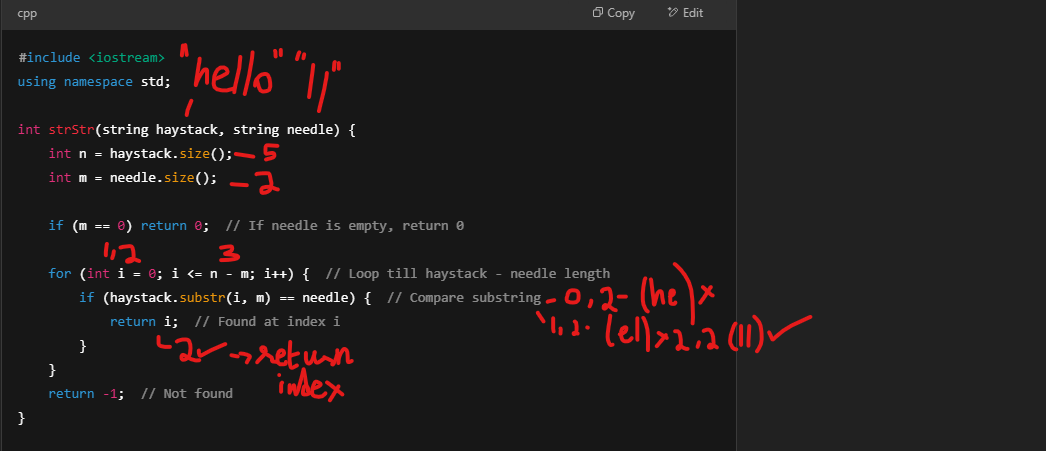 cpp Copy Edit
#include <iostream>
using namespace std;
"hello" "ll"
int strStr(string haystack, string needle) {
int n = haystack.size(); - 5
int m = needle.size(); - 2
if (m == 0) return 0; // If needle is empty, return 0
1,2 3
for (int i = 0; i <= n - m; i++) { // Loop till haystack - needle length
if (haystack.substr(i, m) == needle) { // Compare substring - 0,2 - (he) x
return i; // Found at index i 1,2 - (el) x 2,2 (ll) ✓
}
2 ✓ → return
index
}
return -1; // Not found
}